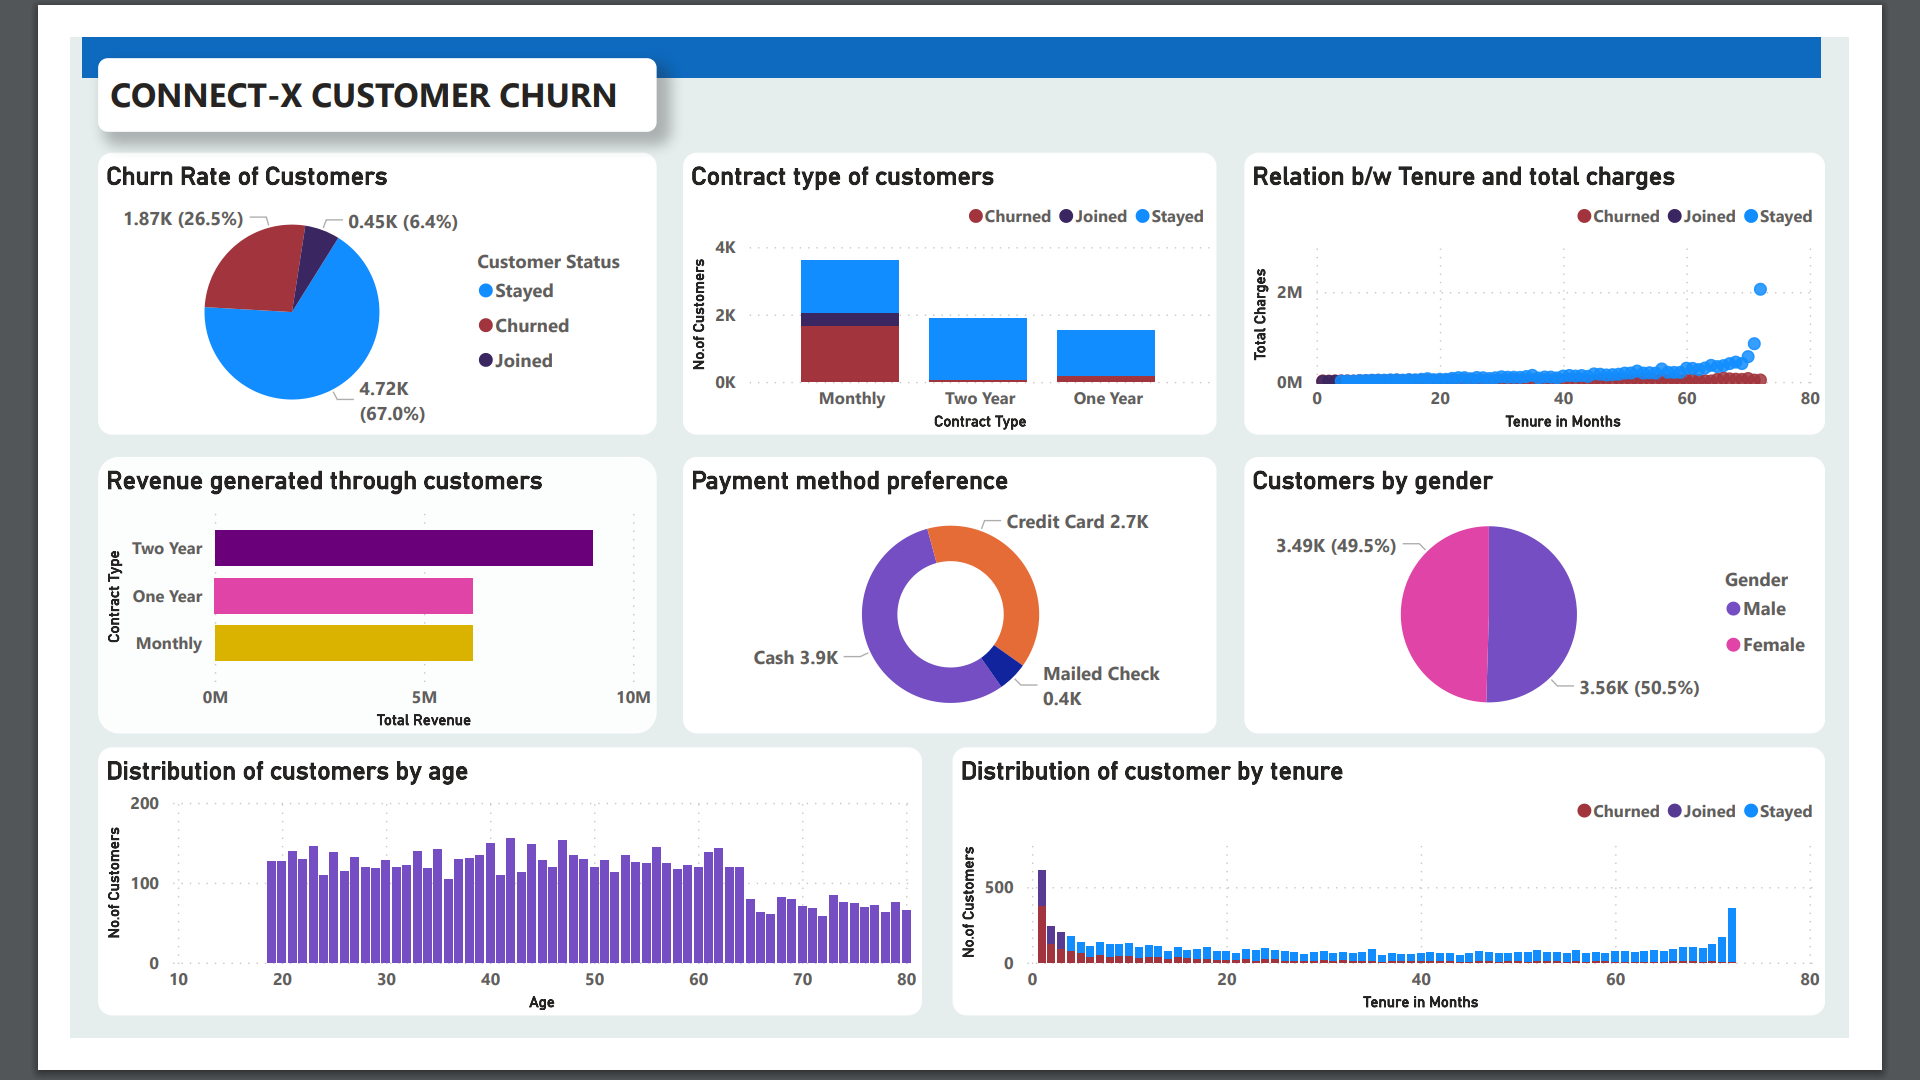 CONNECT-X CUSTOMER CHURN
Churn Rate of Customers
1.87K (26.5%)
0.45K (6.4%)
4.72K
(67.0%)
Customer Status
Stayed
Churned
Joined
Contract type of customers
Churned Joined Stayed
No.of Customers
4K
2K
0K
Monthly Two Year One Year
Contract Type
Relation b/w Tenure and total charges
Churned Joined Stayed
Total Charges
2M
0M
0 20 40 60 80
Tenure in Months
Revenue generated through customers
Contract Type
Two Year
One Year
Monthly
0M 5M 10M
Total Revenue
Payment method preference
Credit Card 2.7K
Cash 3.9K
Mailed Check
0.4K
Customers by gender
3.49K (49.5%)
3.56K (50.5%)
Gender
Male
Female
Distribution of customers by age
No.of Customers
200
100
0
10 20 30 40 50 60 70 80
Age
Distribution of customer by tenure
Churned Joined Stayed
No.of Customers
500
0
0 20 40 60 80
Tenure in Months